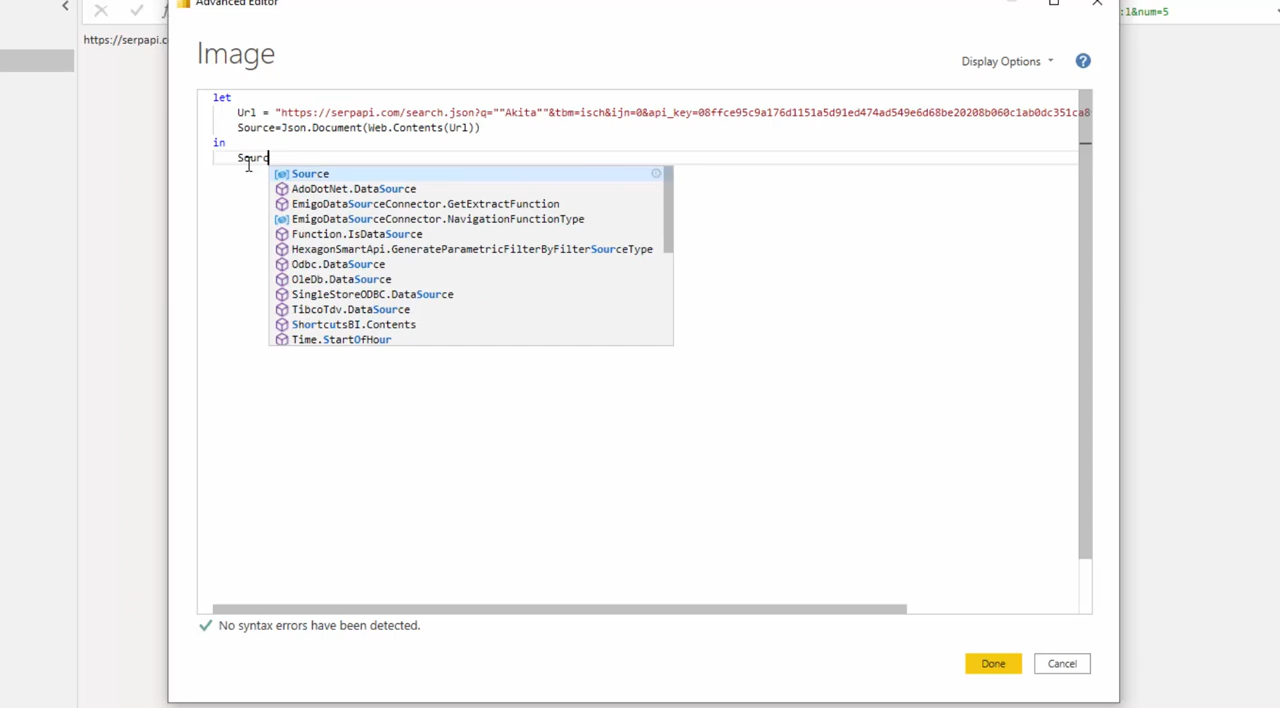 Advanced Editor
:1&num=5
https://serpapi.c
Image
Display Options
let
Url = "https://serpapi.com/search.json?q=""Akita""&tbm=isch&ijn=0&api_key=08ffce95c9a176d1151a5d91ed474ad549e6d68be20208b060c1ab0dc351ca8
Source=Json.Document(Web.Contents(Url))
in
Sourc
Source
AdoDotNet.DataSource
EmigoDataSourceConnector.GetExtractFunction
EmigoDataSourceConnector.NavigationFunctionType
Function.IsDataSource
HexagonSmartApi.GenerateParametricFilterByFilterSourceType
Odbc.DataSource
OleDb.DataSource
SingleStoreODBC.DataSource
TibcoTdv.DataSource
ShortcutsBI.Contents
Time.StartOfHour
No syntax errors have been detected.
Done
Cancel